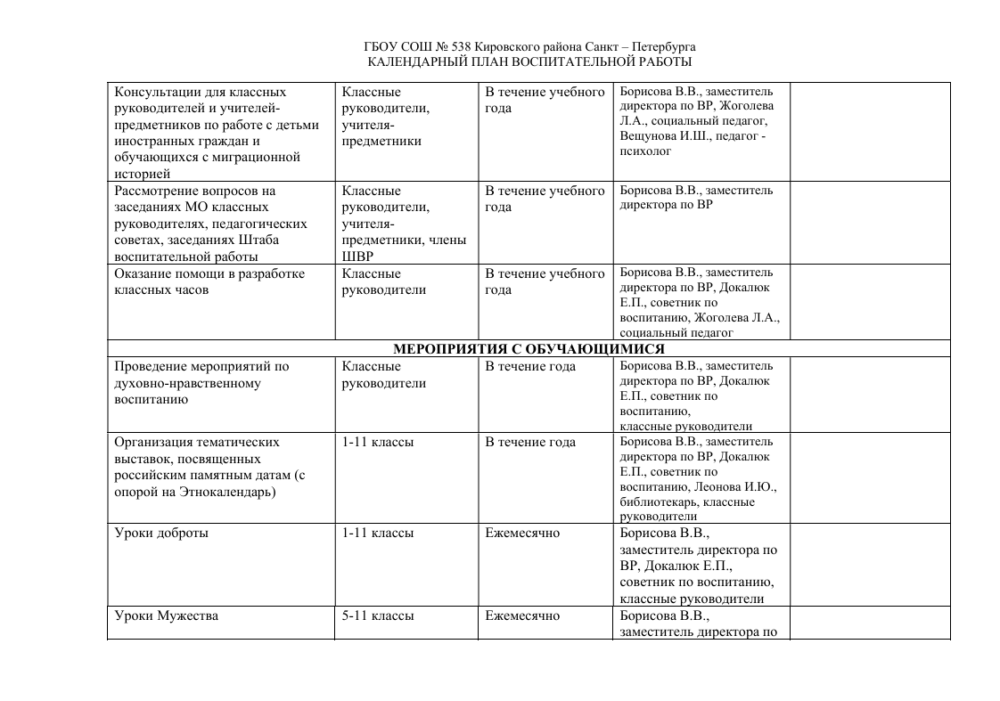 ГБОУ СОШ № 538 Кировского района Санкт – Петербурга
КАЛЕНДАРНЫЙ ПЛАН ВОСПИТАТЕЛЬНОЙ РАБОТЫ
Консультации для классных
руководителей и учителей-
предметников по работе с детьми
иностранных граждан и
обучающихся с миграционной
историей
Классные
руководители,
учителя-
предметники
В течение учебного
года
Борисова В.В., заместитель
директора по ВР, Жоголева
Л.А., социальный педагог,
Вещунова И.Ш., педагог -
психолог
Рассмотрение вопросов на
заседаниях МО классных
руководителях, педагогических
советах, заседаниях Штаба
воспитательной работы
Классные
руководители,
учителя-
предметники, члены
ШВР
В течение учебного
года
Борисова В.В., заместитель
директора по ВР
Оказание помощи в разработке
классных часов
Классные
руководители
В течение учебного
года
Борисова В.В., заместитель
директора по ВР, Докалюк
Е.П., советник по
воспитанию, Жоголева Л.А.,
социальный педагог
МЕРОПРИЯТИЯ С ОБУЧАЮЩИМИСЯ
Проведение мероприятий по
духовно-нравственному
воспитанию
Классные
руководители
В течение года
Борисова В.В., заместитель
директора по ВР, Докалюк
Е.П., советник по
воспитанию,
классные руководители
Организация тематических
выставок, посвященных
российским памятным датам (с
опорой на Этнокалендарь)
1-11 классы
В течение года
Борисова В.В., заместитель
директора по ВР, Докалюк
Е.П., советник по
воспитанию, Леонова И.Ю.,
библиотекарь, классные
руководители
Уроки доброты
1-11 классы
Ежемесячно
Борисова В.В.,
заместитель директора по
ВР, Докалюк Е.П.,
советник по воспитанию,
классные руководители
Уроки Мужества
5-11 классы
Ежемесячно
Борисова В.В.,
заместитель директора по